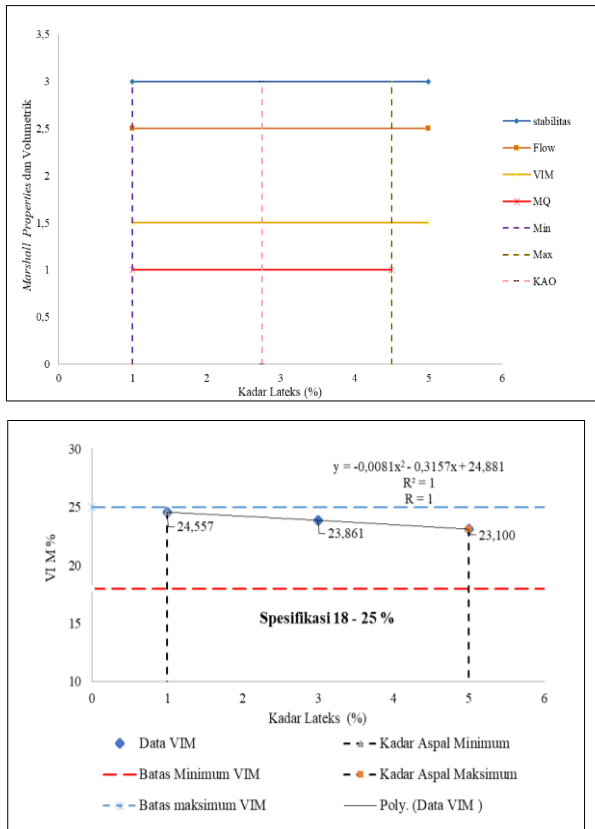 3,5
3
2,5
2
1,5
1
0,5
0
Marshall Properties dan Volumetrik
0 1 2 3 4 5 6
Kadar Lateks (%)
stabilitas
Flow
VIM
MQ
Min
Max
KAO
30
25
20
15
10
VI M %
y = -0,0081x² - 0,3157x + 24,881
R² = 1
R = 1
24,557
23,861
23,100
Spesifikasi 18 - 25 %
0 1 2 3 4 5 6
Kadar Lateks (%)
Data VIM
Kadar Aspal Minimum
Batas Minimum VIM
Kadar Aspal Maksimum
Batas maksimum VIM
Poly. (Data VIM )